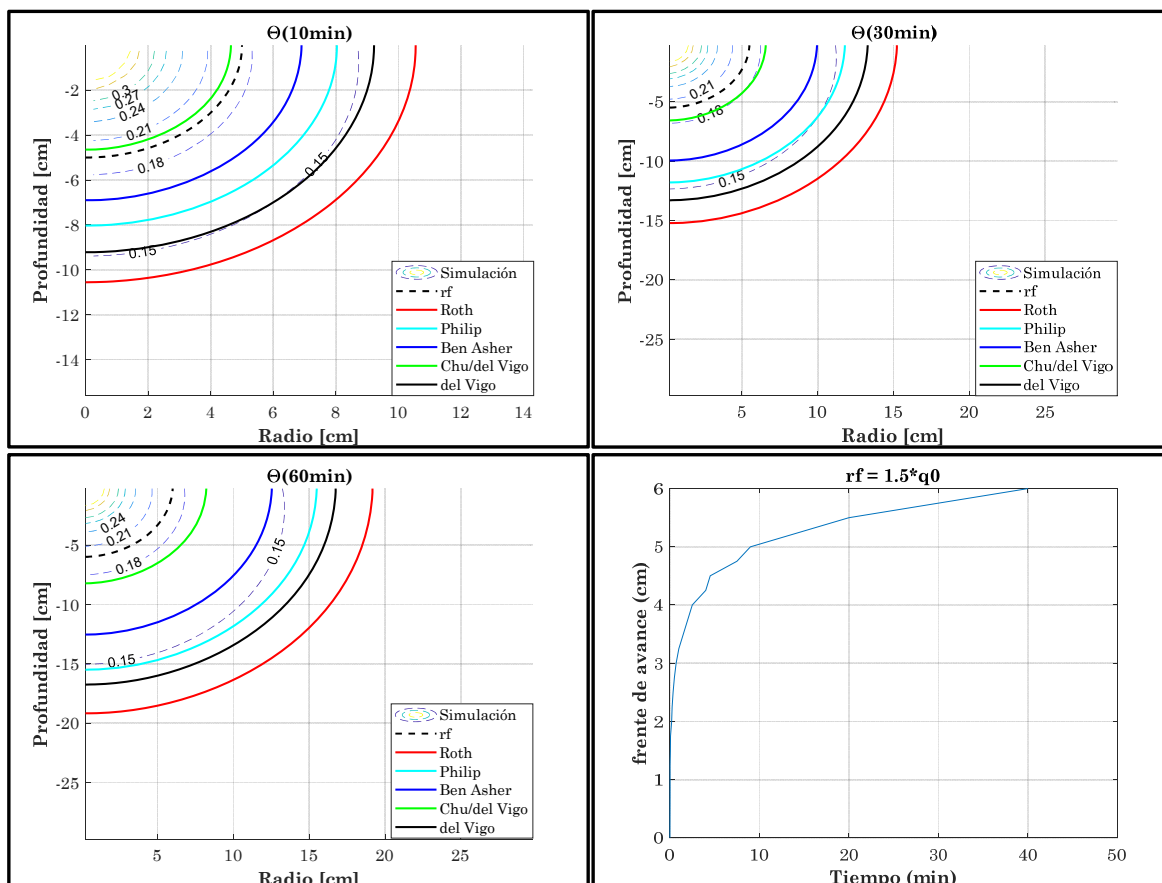 Θ(10min)
0.3
0.27
0.24
0.21
0.18
0.15
0.15
-2
-4
-6
-8
-10
-12
-14
Profundidad [cm]
Simulación
rf
Roth
Philip
Ben Asher
Chu/del Vigo
del Vigo
0 2 4 6 8 10 12 14
Radio [cm]
Θ(30min)
0.21
0.18
0.15
-5
-10
-15
-20
-25
Profundidad [cm]
Simulación
rf
Roth
Philip
Ben Asher
Chu/del Vigo
del Vigo
5 10 15 20 25
Radio [cm]
Θ(60min)
0.24
0.21
0.18
0.15
0.15
-5
-10
-15
-20
-25
Profundidad [cm]
Simulación
rf
Roth
Philip
Ben Asher
Chu/del Vigo
del Vigo
5 10 15 20 25
Radio [cm]
rf = 1.5*q0
6
5
4
3
2
1
0
frente de avance (cm)
0 10 20 30 40 50
Tiempo (min)